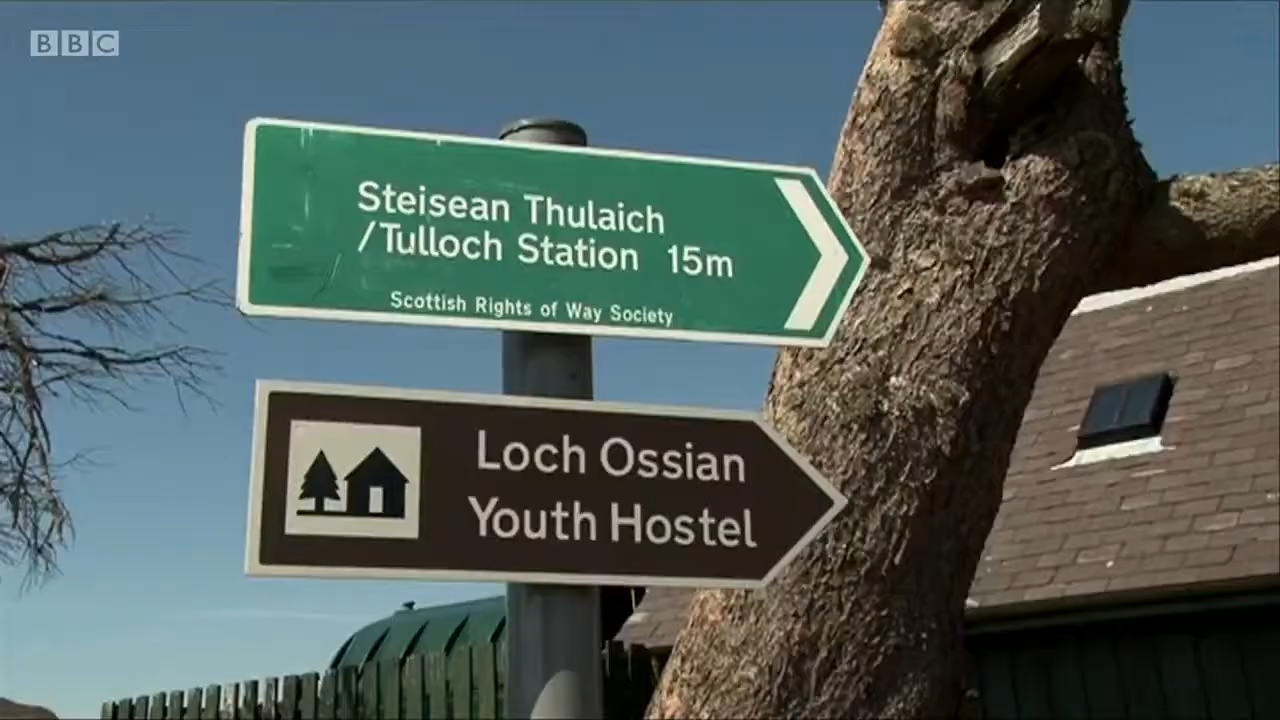 BBC
Steisean Thulaich
/Tulloch Station 15m
Scottish Rights of Way Society
Loch Ossian
Youth Hostel